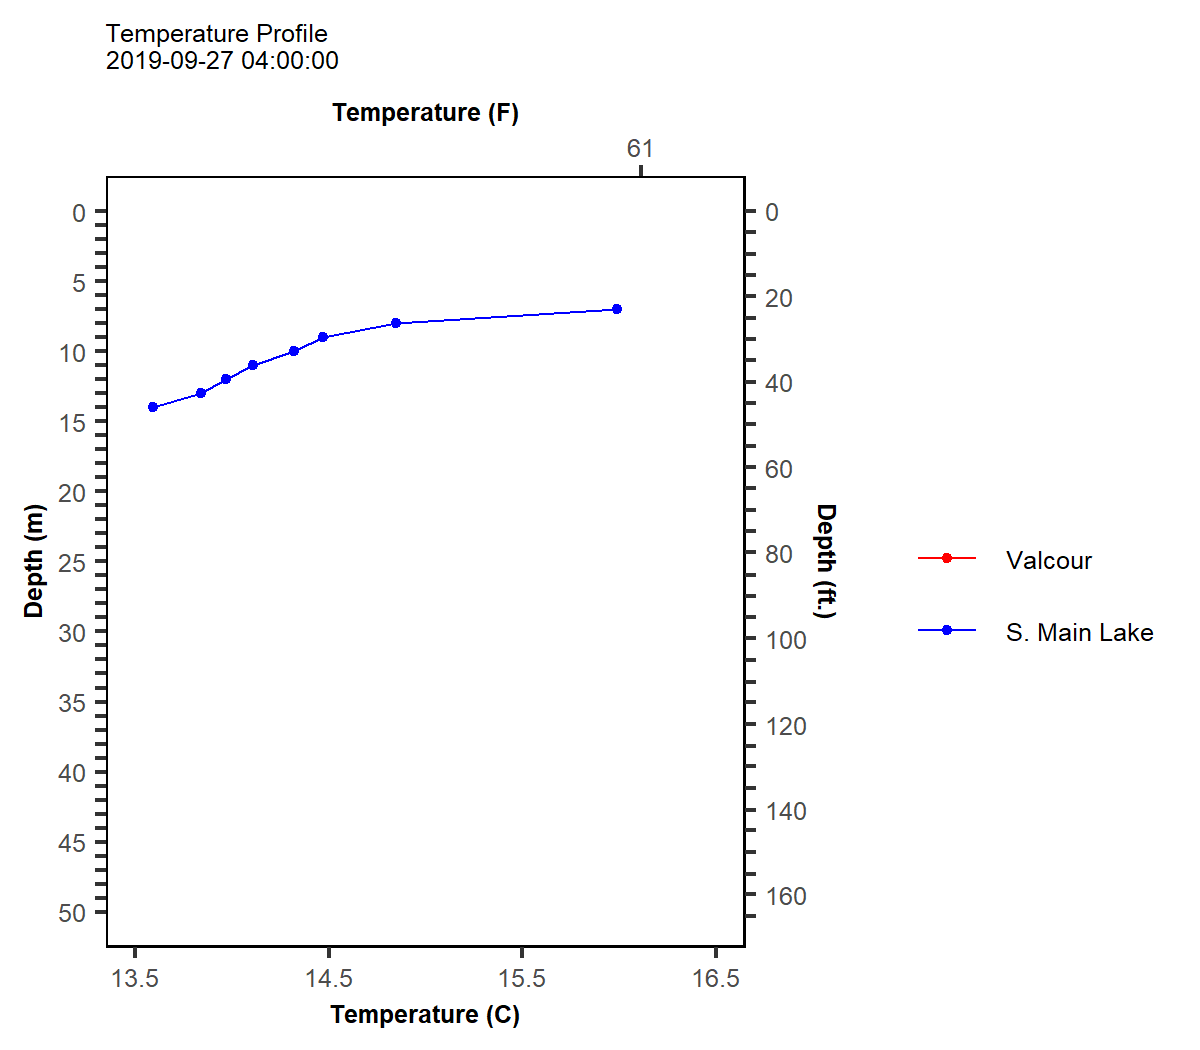 Temperature Profile
2019-09-27 04:00:00
Temperature (F)
61
0
5
10
15
20
25
30
35
40
45
50
Depth (m)
0
20
40
60
80
100
120
140
160
Depth (ft.)
Valcour
S. Main Lake
13.5 14.5 15.5 16.5
Temperature (C)